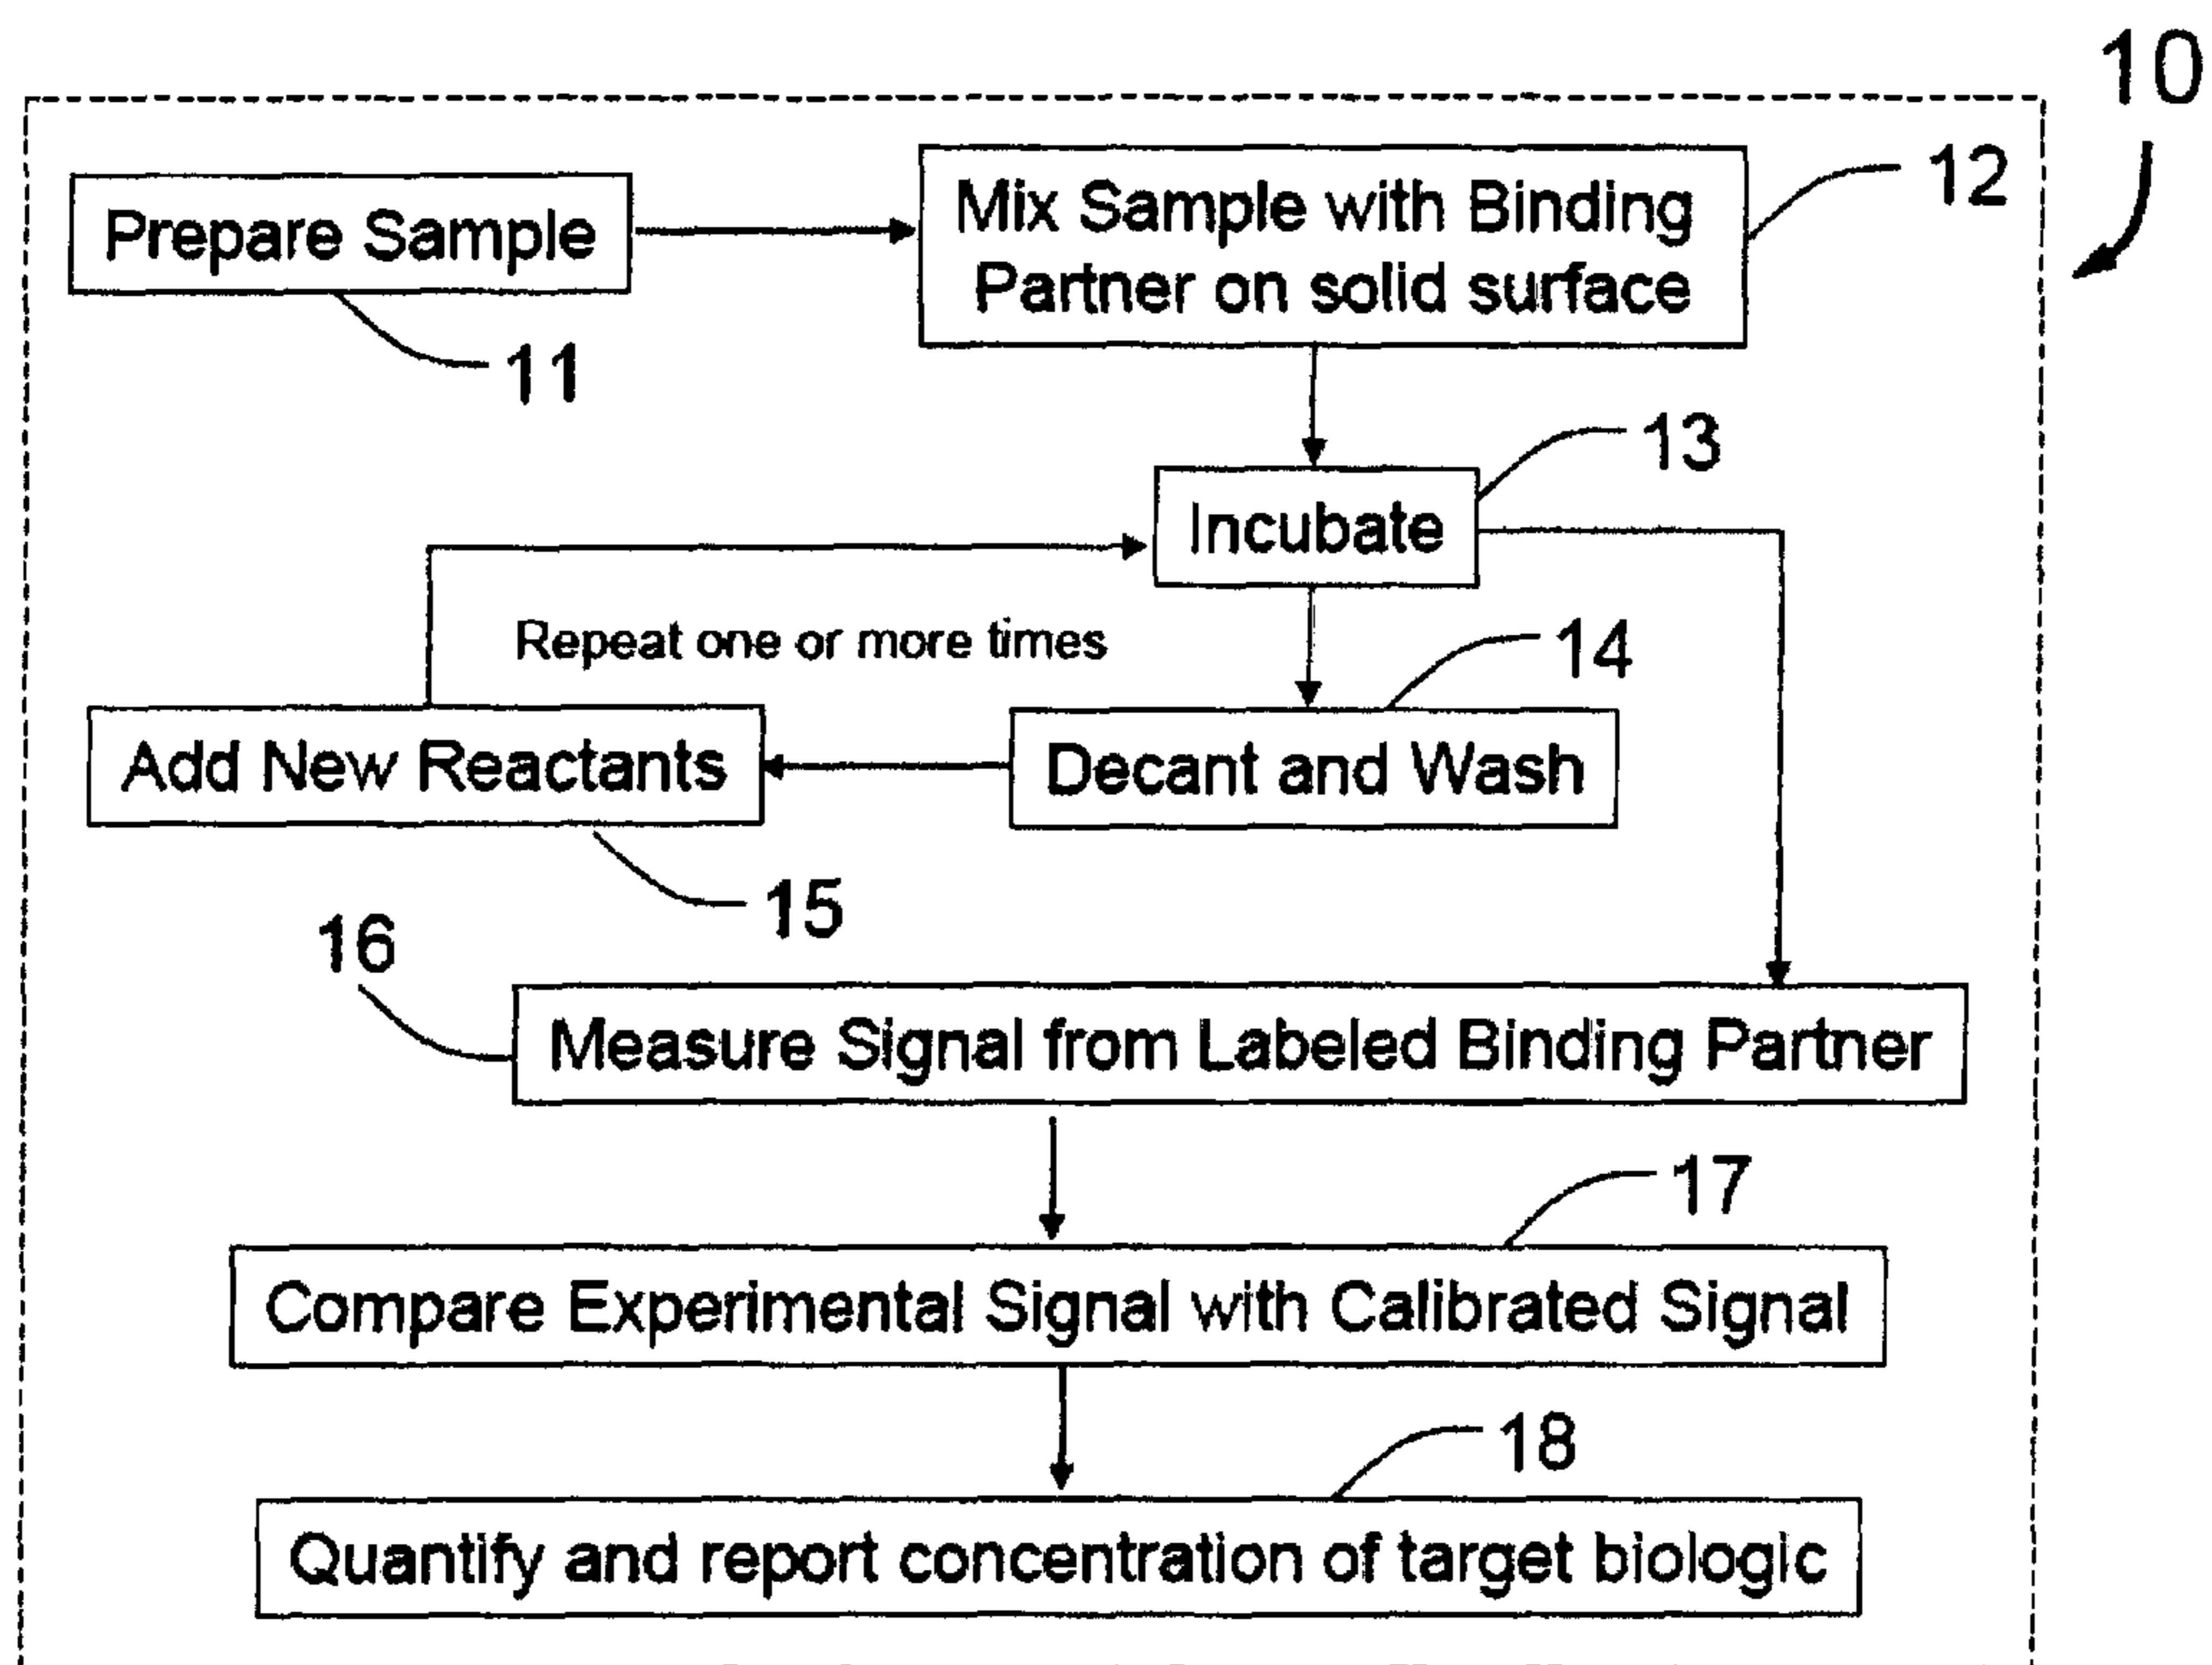 10
Prepare Sample
11
Mix Sample with Binding
Partner on solid surface
12
Incubate
13
Repeat one or more times
14
Add New Reactants
Decant and Wash
15
16
Measure Signal from Labeled Binding Partner
17
Compare Experimental Signal with Calibrated Signal
18
Quantify and report concentration of target biologic